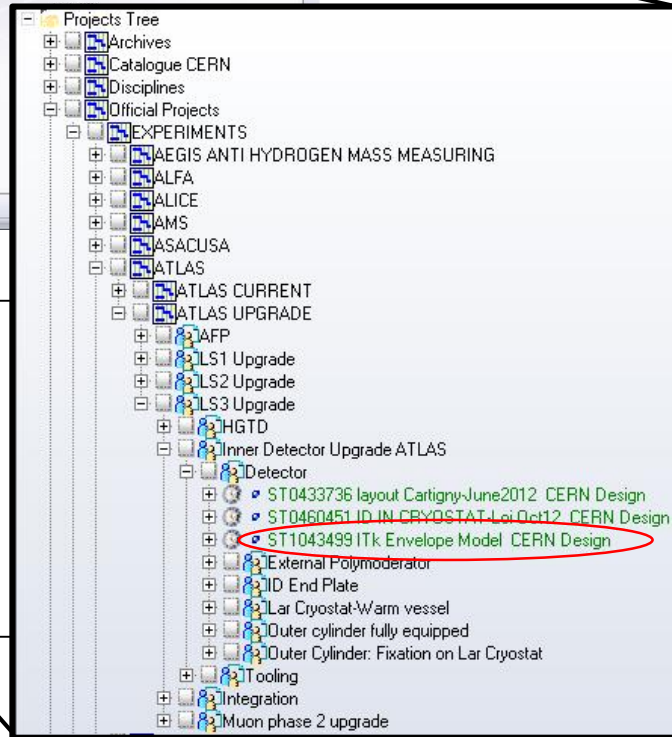 Projects Tree
Archives
Catalogue CERN
Disciplines
Official Projects
EXPERIMENTS
AEGIS ANTI HYDROGEN MASS MEASURING
ALFA
ALICE
AMS
ASACUSA
ATLAS
ATLAS CURRENT
ATLAS UPGRADE
AFP
LS1 Upgrade
LS2 Upgrade
LS3 Upgrade
HGTD
Inner Detector Upgrade ATLAS
Detector
ST0433736 layout Cartigny-June2012 CERN Design
ST0460451 ID IN CRYOSTAT-Loi Oct12 CERN Design
ST1043499 ITk Envelope Model CERN Design
External Polymoderator
ID End Plate
Lar Cryostat-Warm vessel
Outer cylinder fully equipped
Outer Cylinder: Fixation on Lar Cryostat
Tooling
Integration
Muon phase 2 upgrade